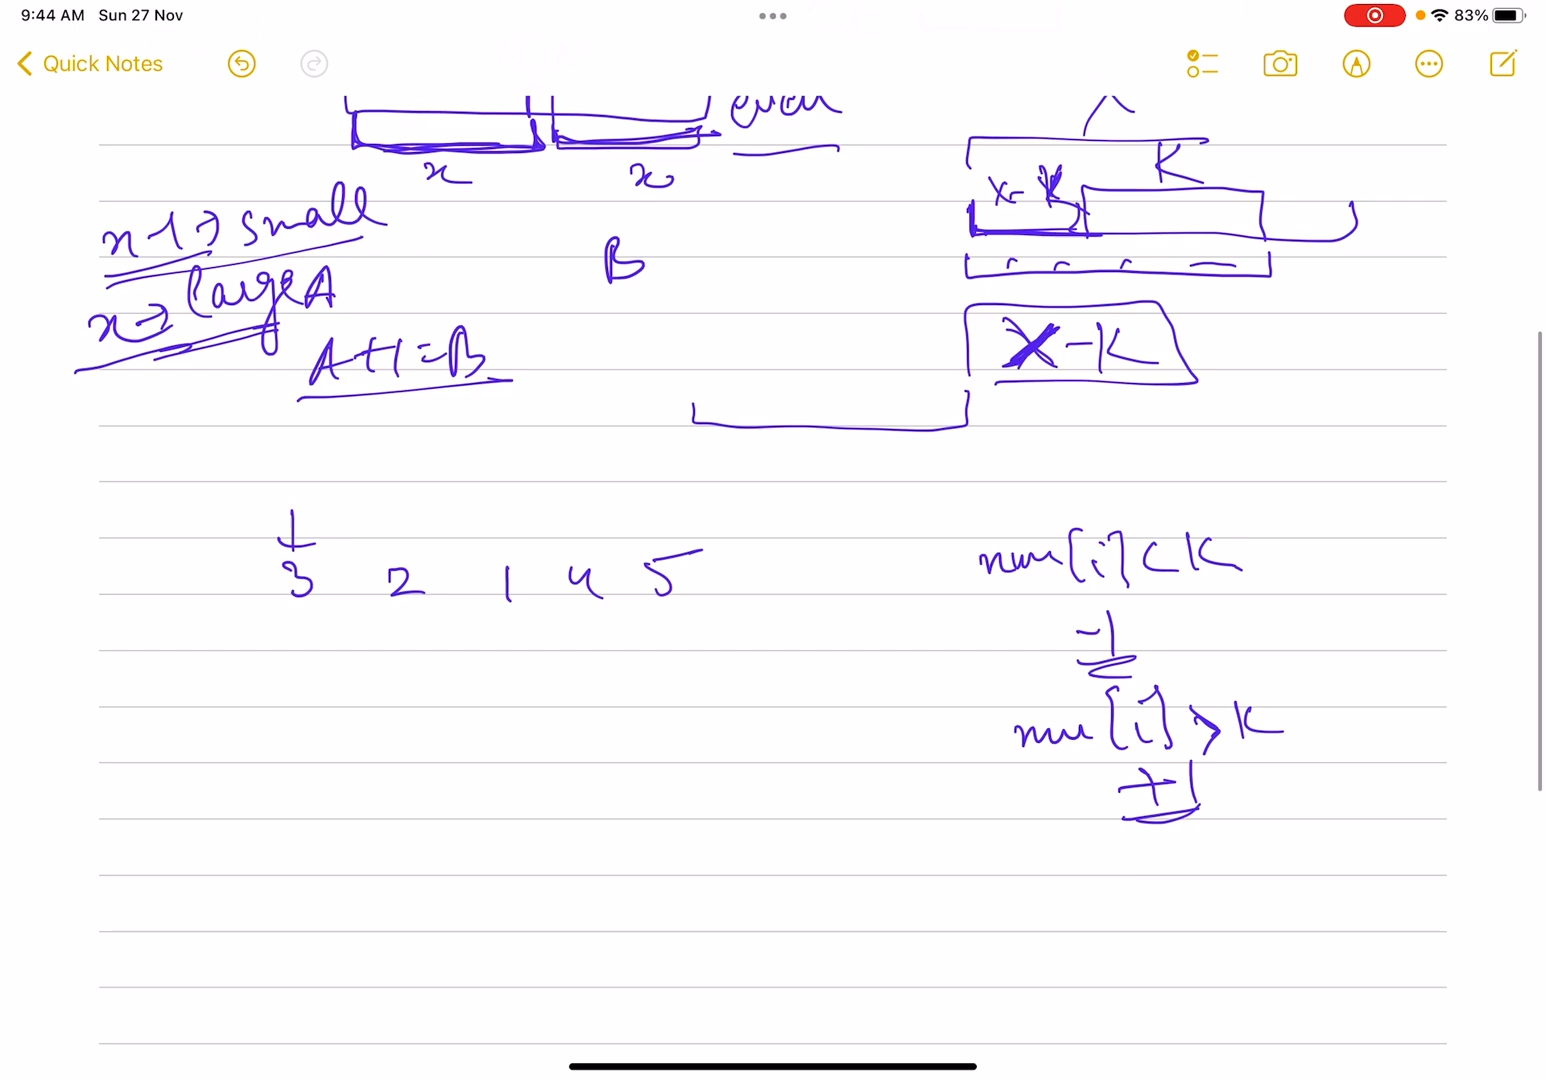 9:44 AM Sun 27 Nov
83%
Quick Notes
even
x x
K
X-
n-1 → small
B
x → large A
A+1=B
X-K
3 2 1 4 5
num[i] < K
-1
num[i] > K
+1